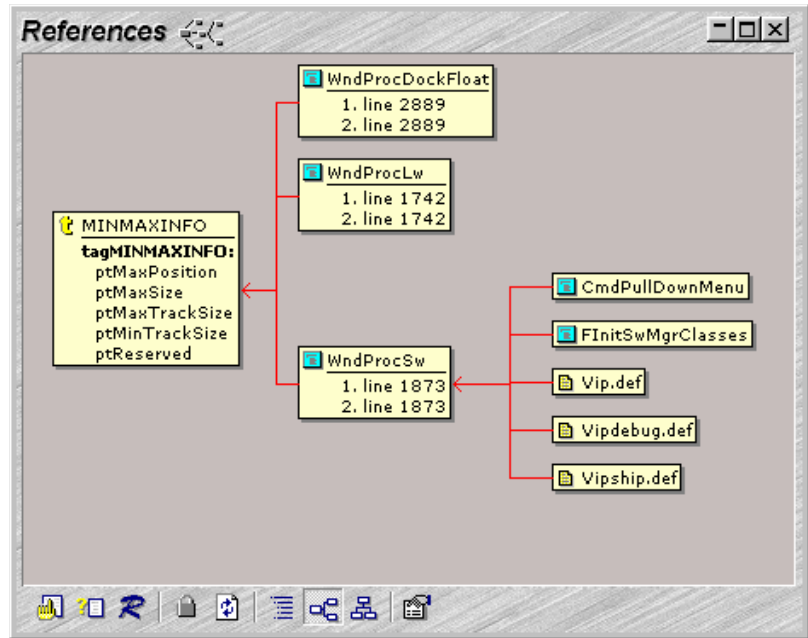 References
WndProcDockFloat
1. line 2889
2. line 2889
WndProcLw
1. line 1742
2. line 1742
MINMAXINFO
tagMINMAXINFO:
ptMaxPosition
ptMaxSize
ptMaxTrackSize
ptMinTrackSize
ptReserved
WndProcSw
1. line 1873
2. line 1873
CmdPullDownMenu
FInitSwMgrClasses
Vip.def
Vipdebug.def
Vipship.def